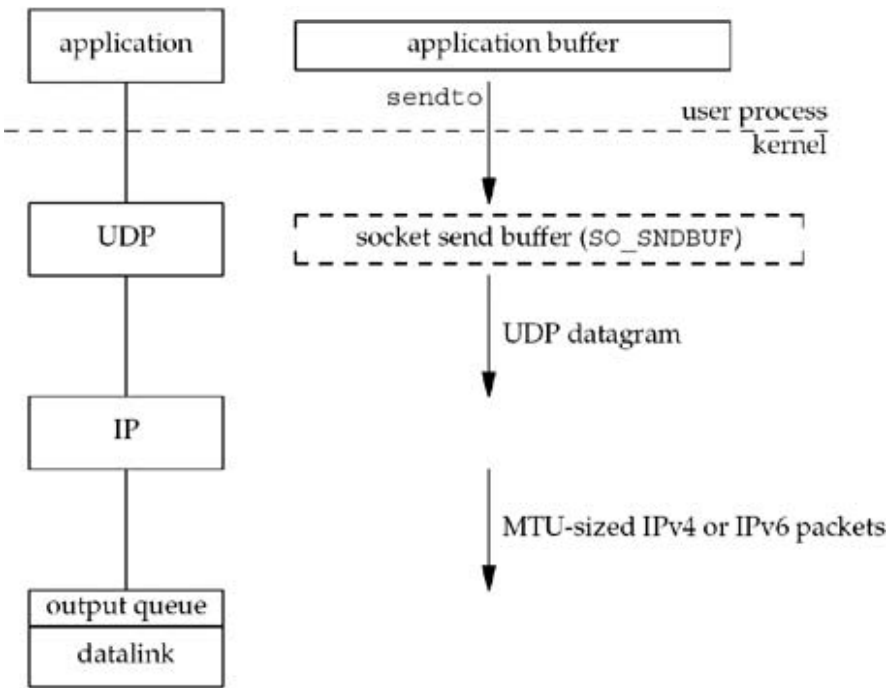 application
application buffer
sendto
user process
kernel
UDP
socket send buffer (SO_SNDBUF)
UDP datagram
IP
MTU-sized IPv4 or IPv6 packets
output queue
datalink